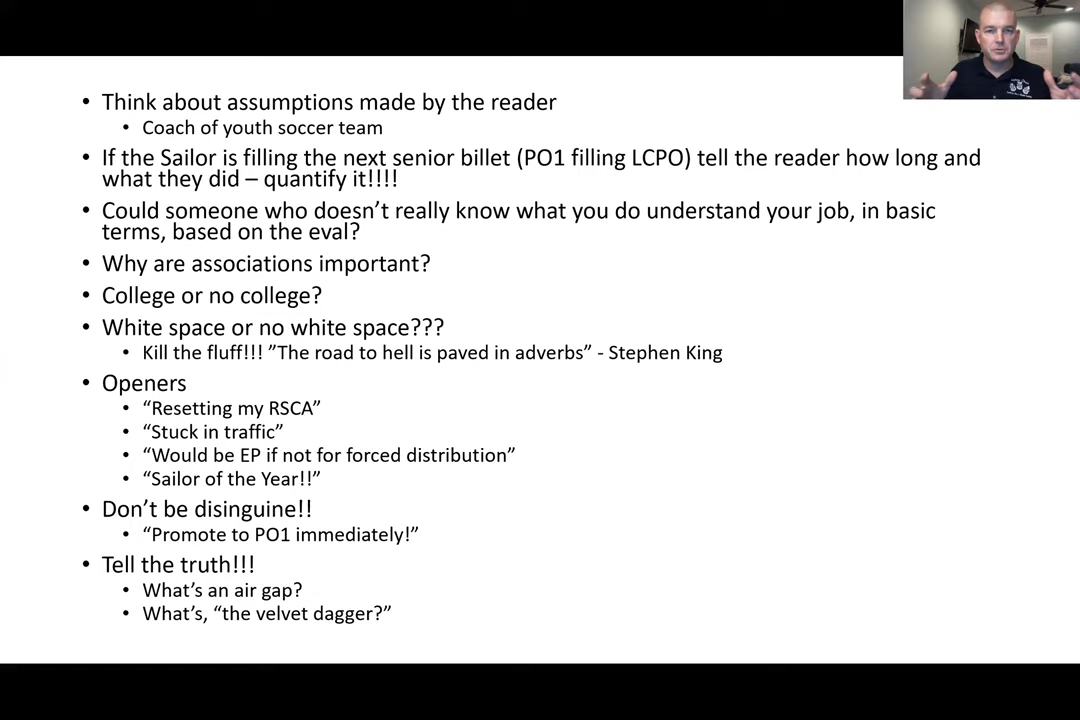 • Think about assumptions made by the reader
• Coach of youth soccer team
• If the Sailor is filling the next senior billet (PO1 filling LCPO) tell the reader how long and
what they did – quantify it!!!!
• Could someone who doesn’t really know what you do understand your job, in basic
terms, based on the eval?
• Why are associations important?
• College or no college?
• White space or no white space???
• Kill the fluff!!! ”The road to hell is paved in adverbs” - Stephen King
• Openers
• “Resetting my RSCA”
• “Stuck in traffic”
• “Would be EP if not for forced distribution”
• “Sailor of the Year!!”
• Don’t be disinguine!!
• “Promote to PO1 immediately!”
• Tell the truth!!!
• What’s an air gap?
• What’s, “the velvet dagger?”